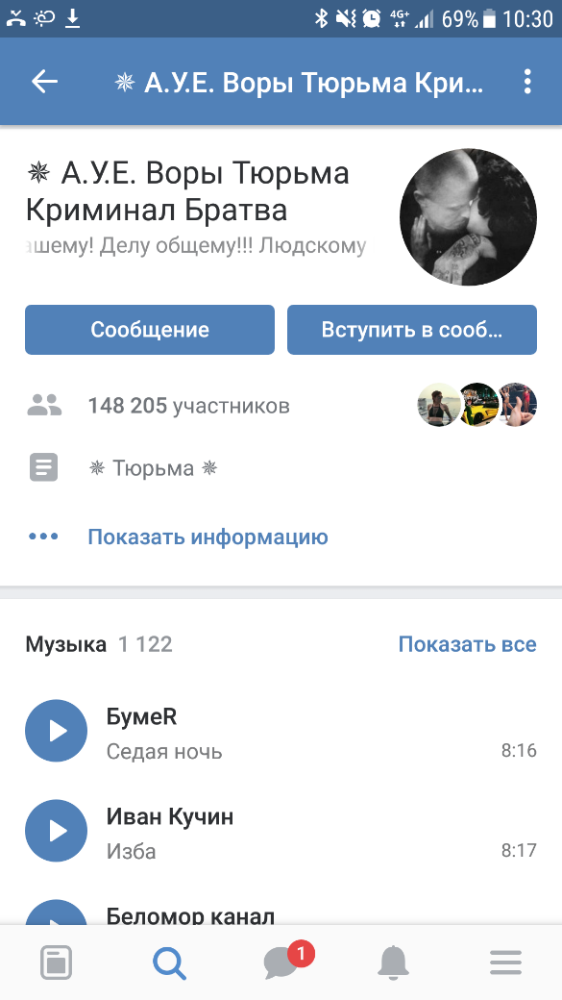 4G+ 69% 10:30
✵ А.У.Е. Воры Тюрьма Кри...
✵ А.У.Е. Воры Тюрьма
Криминал Братва
ашему! Делу общему!!! Людскому
Сообщение
Вступить в сооб...
148 205 участников
✵ Тюрьма ✵
Показать информацию
Музыка 1 122
Показать все
БумеR
Седая ночь
8:16
Иван Кучин
Изба
8:17
Беломор канал
1